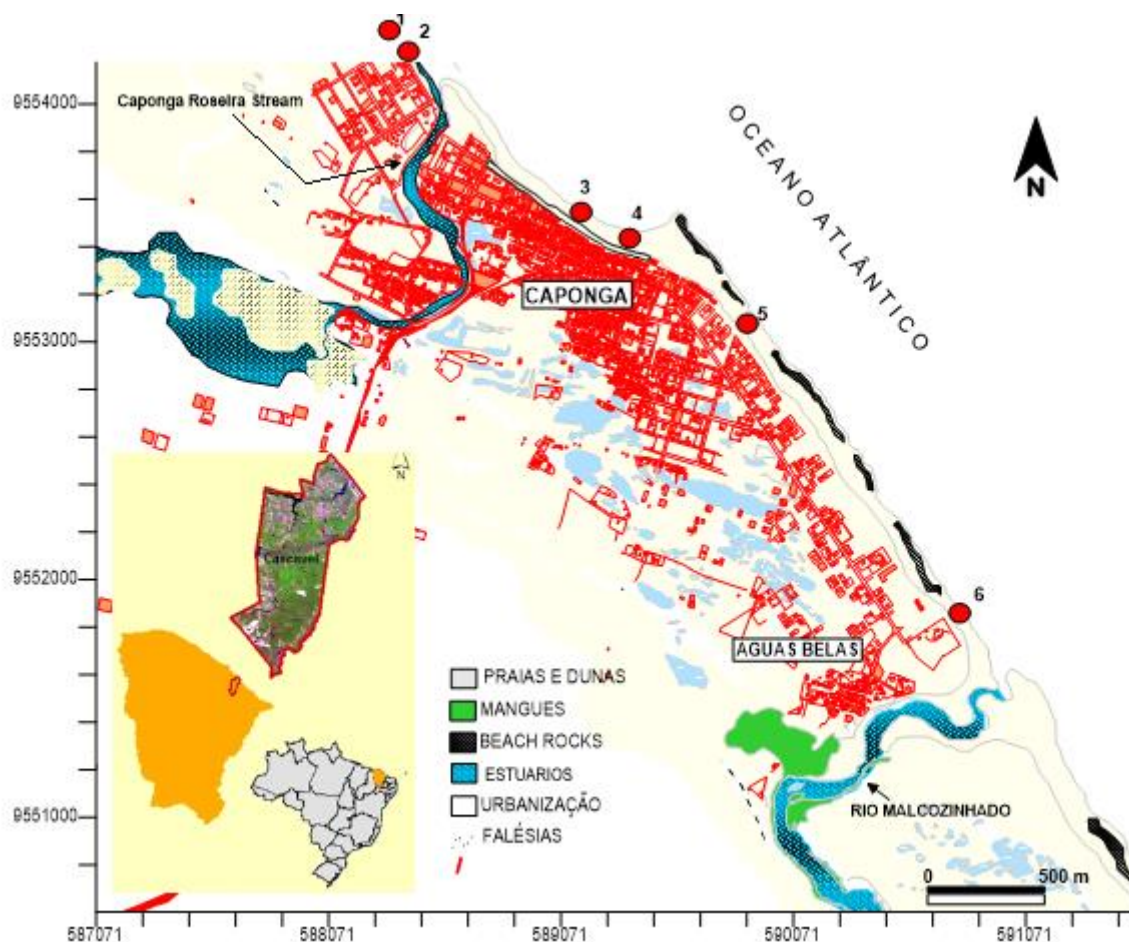 1
2
9554000
Caponga Roseira Stream
OCEANO ATLÂNTICO
N
3
4
CAPONGA
5
9553000
N
Cascavel
9552000
6
AGUAS BELAS
PRAIAS E DUNAS
MANGUES
BEACH ROCKS
ESTUARIOS
URBANIZAÇÃO
FALÉSIAS
RIO MALCOZINHADO
9551000
0 500 m
587071 588071 589071 590071 591071